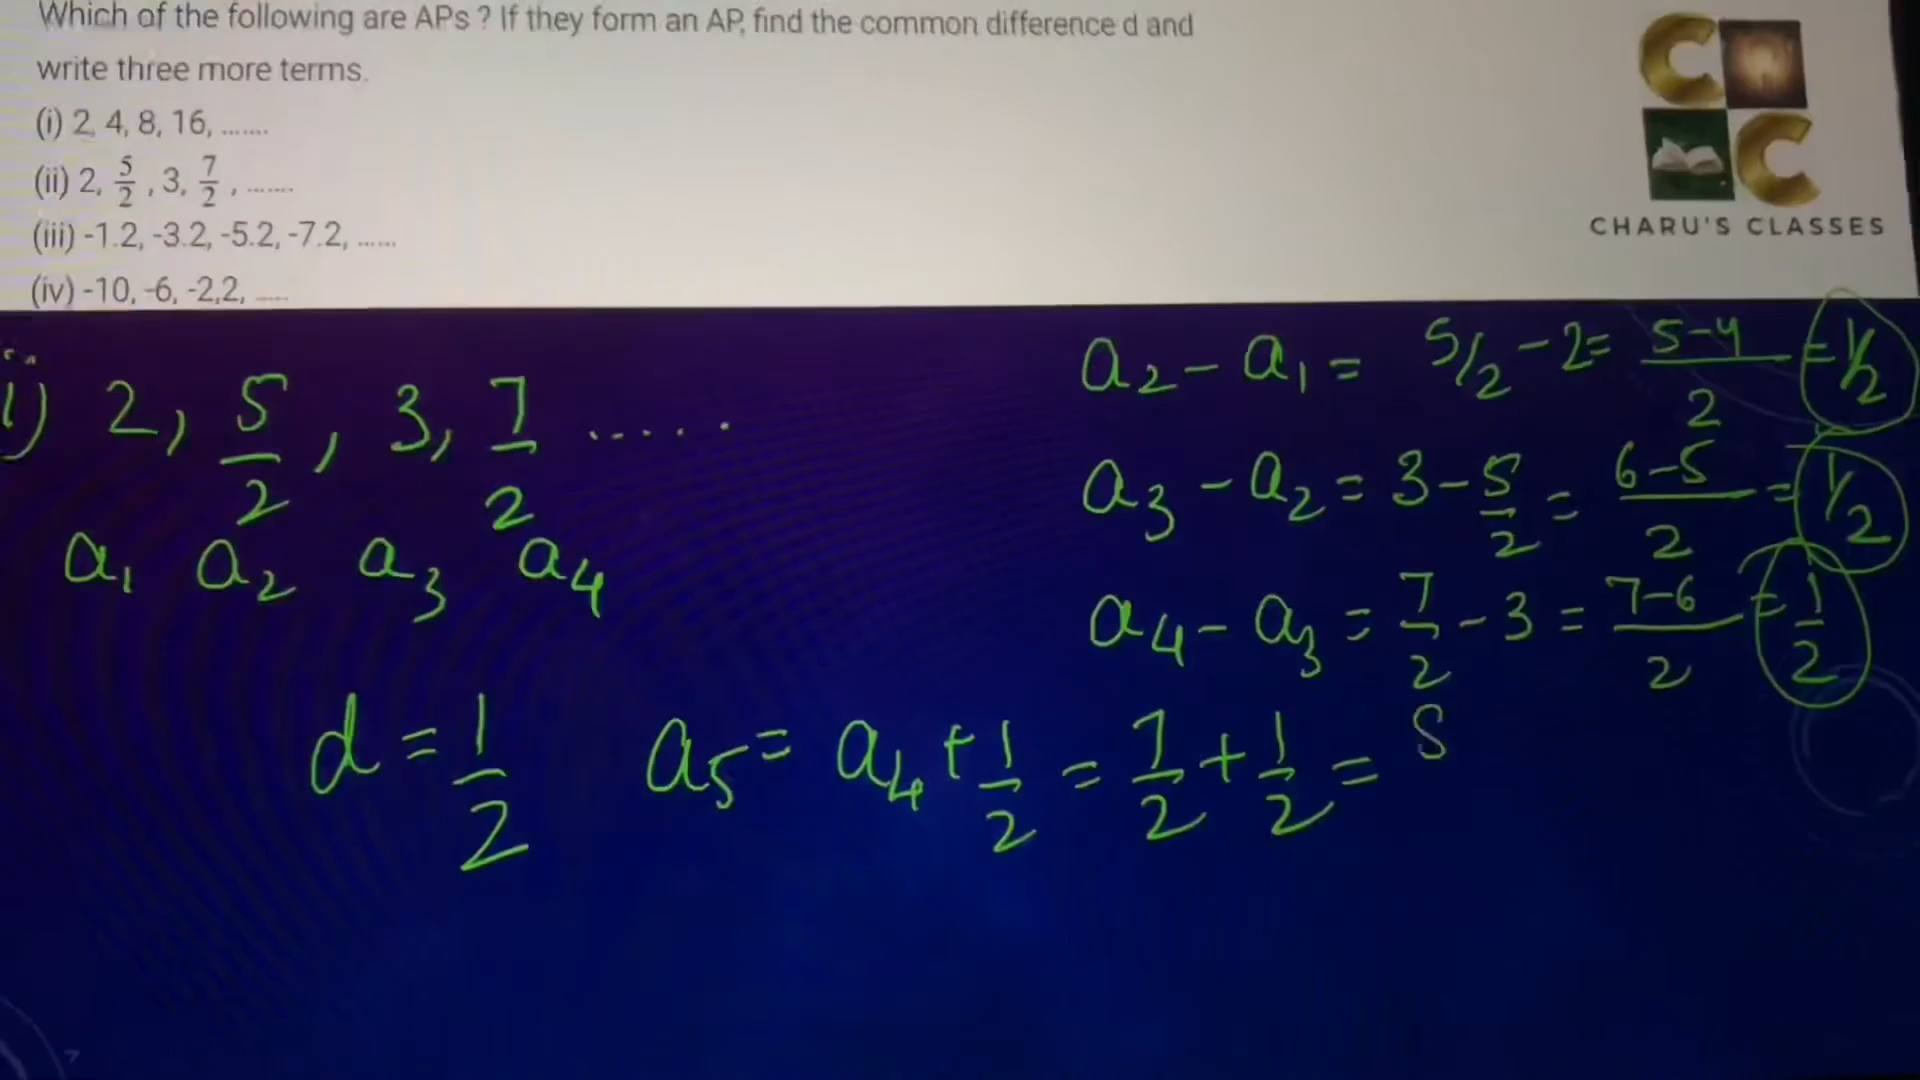 Which of the following are APs ? If they form an AP, find the common difference d and
write three more terms.
(i) 2, 4, 8, 16, .......
(ii) 2, 5/2 , 3, 7/2 , .......
(iii) -1.2, -3.2, -5.2, -7.2, ......
(iv) -10, -6, -2,2, .....
CHARU'S CLASSES
ii) 2, 5/2 , 3, 7/2 .....
a1 a2 a3 a4
a2 - a1 = 5/2 - 2 = 5-4/2 = 1/2
a3 - a2 = 3 - 5/2 = 6-5/2 = 1/2
a4 - a3 = 7/2 - 3 = 7-6/2 = 1/2
d = 1/2 a5 = a4 + 1/2 = 7/2 + 1/2 =